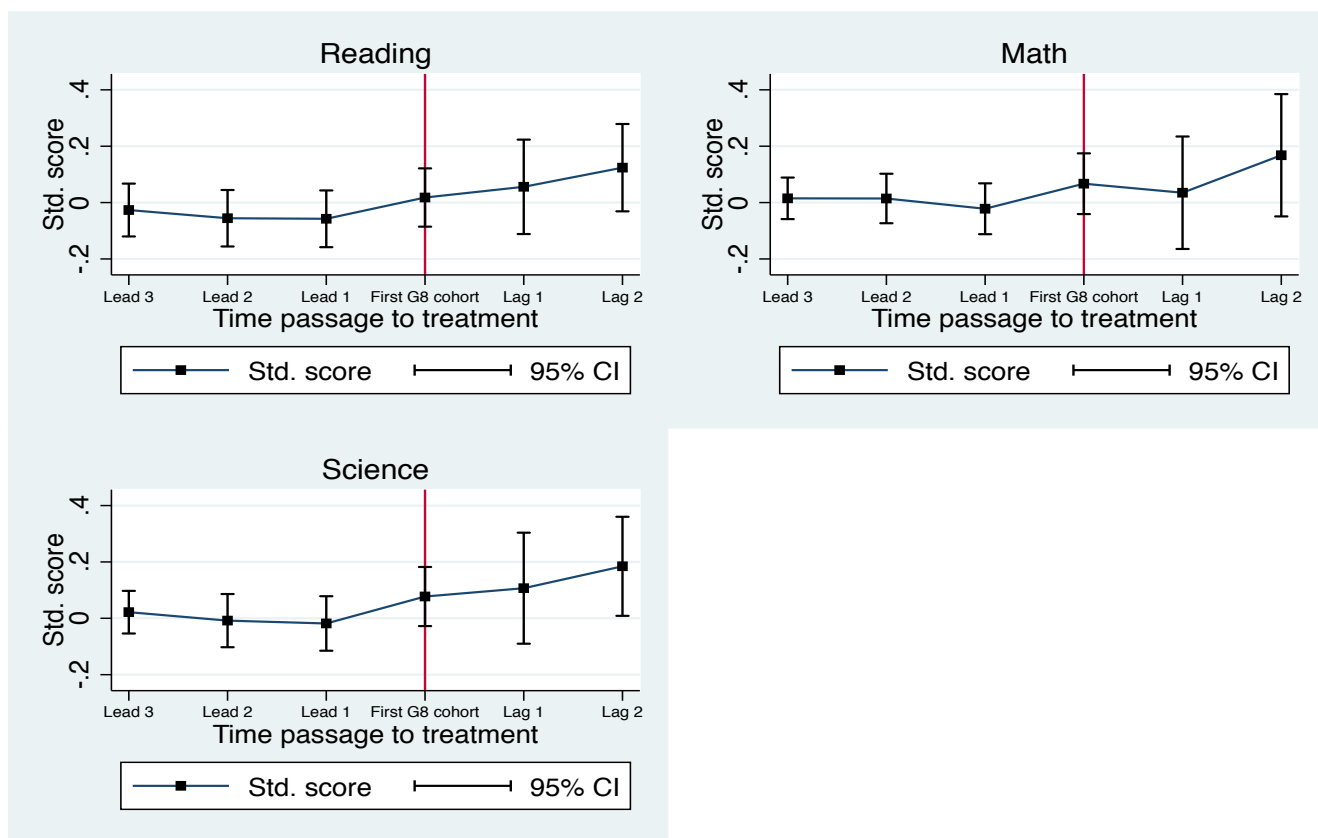 Reading
Std. score
.4
.2
0
-.2
Lead 3 Lead 2 Lead 1 First G8 cohort Lag 1 Lag 2
Time passage to treatment
Std. score 95% CI
Math
Std. score
.4
.2
0
-.2
Lead 3 Lead 2 Lead 1 First G8 cohort Lag 1 Lag 2
Time passage to treatment
Std. score 95% CI
Science
Std. score
.4
.2
0
-.2
Lead 3 Lead 2 Lead 1 First G8 cohort Lag 1 Lag 2
Time passage to treatment
Std. score 95% CI